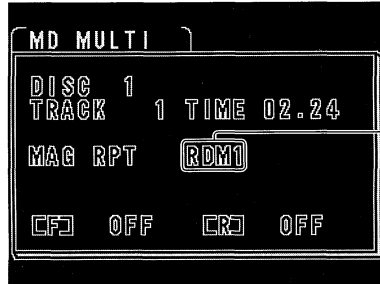 MD MULTI
DISC 1
TRACK 1 TIME 02.24
MAG RPT RDM1
[F] OFF [R] OFF